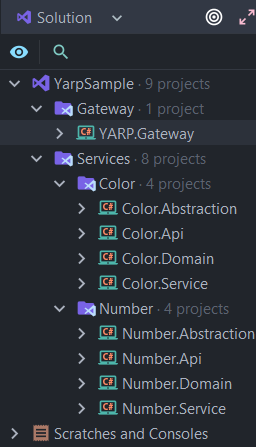 Solution
YarpSample · 9 projects
Gateway · 1 project
C# YARP.Gateway
Services · 8 projects
Color · 4 projects
C# Color.Abstraction
C# Color.Api
C# Color.Domain
C# Color.Service
Number · 4 projects
C# Number.Abstraction
C# Number.Api
C# Number.Domain
C# Number.Service
Scratches and Consoles